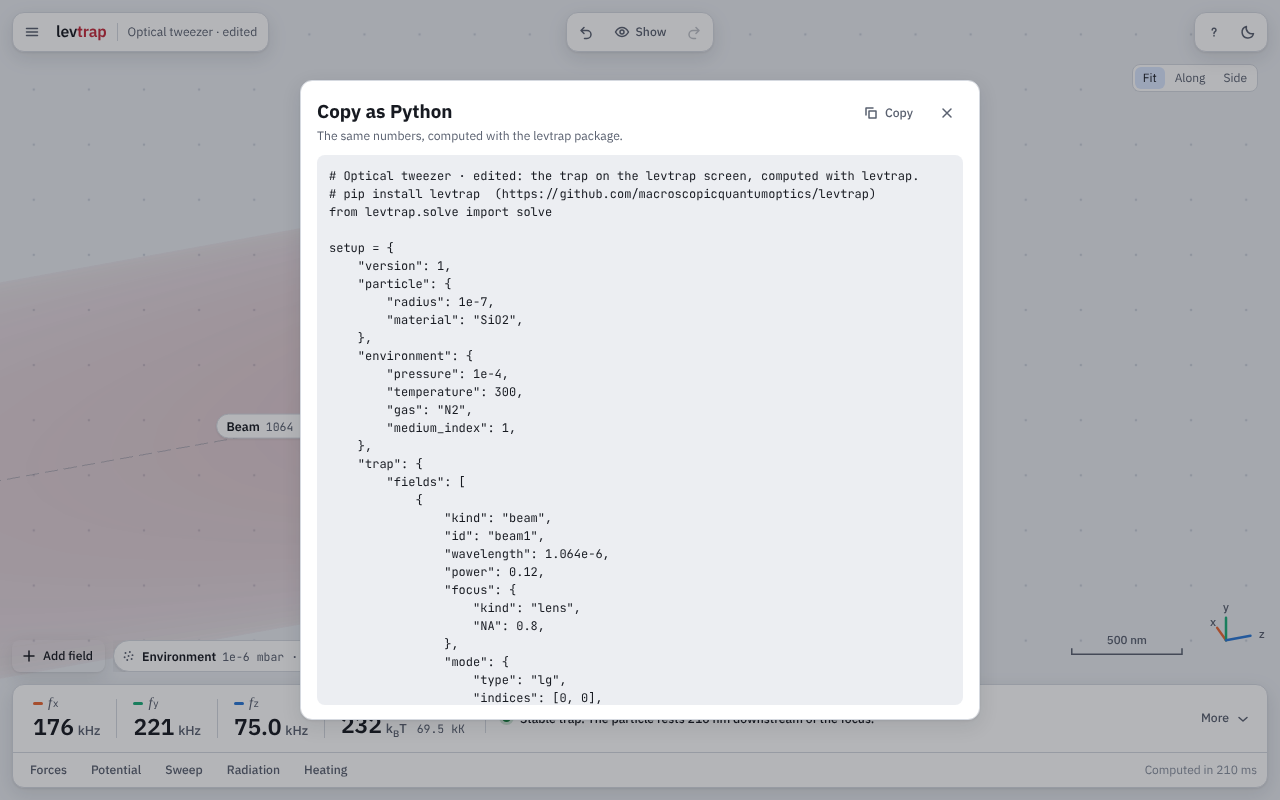 levtrap Optical tweezer · edited
Show
?
Fit Along Side
Copy as Python
Copy
The same numbers, computed with the levtrap package.
# Optical tweezer · edited: the trap on the levtrap screen, computed with levtrap.
# pip install levtrap  (https://github.com/macroscopicquantumoptics/levtrap)
from levtrap.solve import solve
setup = {
    "version": 1,
    "particle": {
        "radius": 1e-7,
        "material": "SiO2",
    },
    "environment": {
        "pressure": 1e-4,
        "temperature": 300,
        "gas": "N2",
        "medium_index": 1,
    },
    "trap": {
        "fields": [
            {
                "kind": "beam",
                "id": "beam1",
                "wavelength": 1.064e-6,
                "power": 0.12,
                "focus": {
                    "kind": "lens",
                    "NA": 0.8,
                },
                "mode": {
                    "type": "lg",
                    "indices": [0, 0],
Beam 1064
y
x
z
500 nm
Add field
Environment 1e-6 mbar ·
fx
176 kHz
fy
221 kHz
fz
75.0 kHz
232 kBT 69.5 kK
Stable trap. The particle rests 210 nm downstream of the focus.
More
Forces Potential Sweep Radiation Heating
Computed in 210 ms